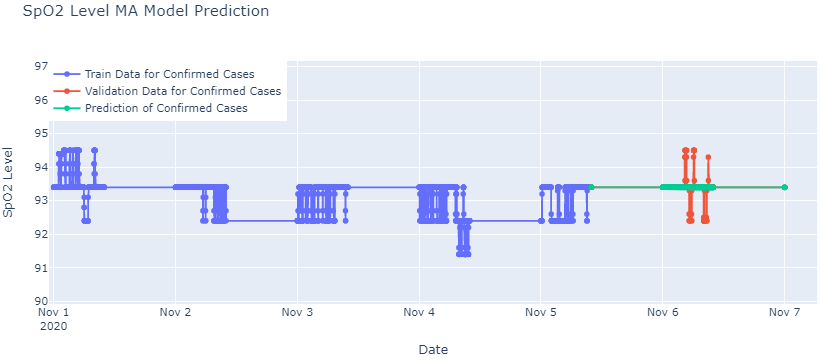 SpO2 Level MA Model Prediction
Train Data for Confirmed Cases
Validation Data for Confirmed Cases
Prediction of Confirmed Cases
97
96
95
94
93
92
91
90
SpO2 Level
Nov 1
2020
Nov 2
Nov 3
Nov 4
Nov 5
Nov 6
Nov 7
Date